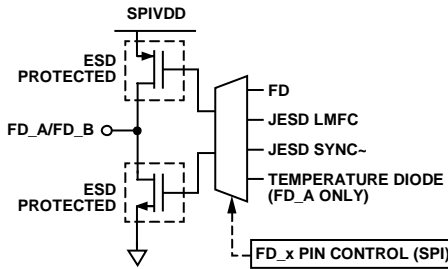 SPIVDD
ESD
PROTECTED
FD
JESD LMFC
FD_A/FD_B
JESD SYNC~
TEMPERATURE DIODE
(FD_A ONLY)
ESD
PROTECTED
FD_x PIN CONTROL (SPI)